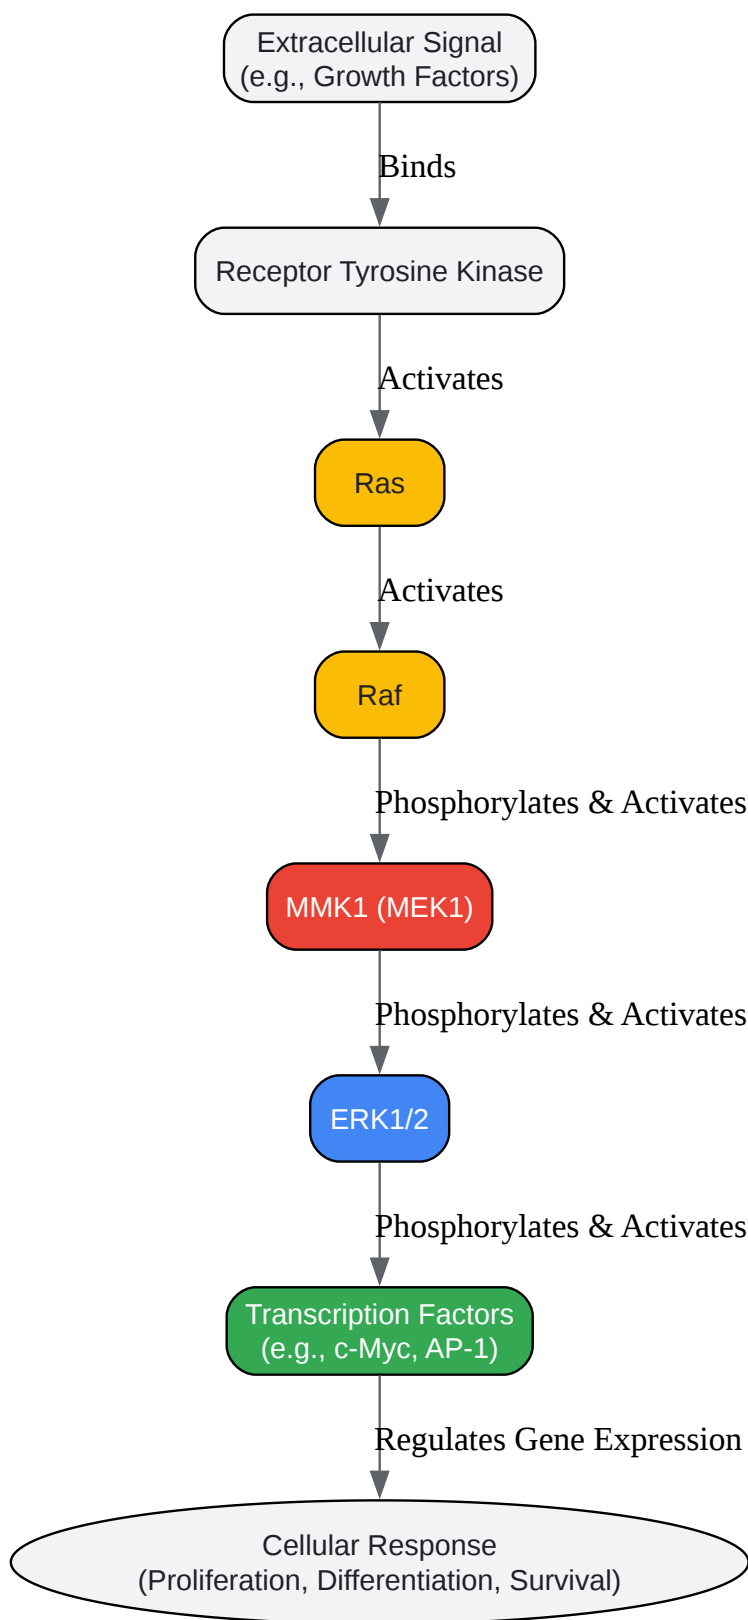 Extracellular Signal
(e.g., Growth Factors)
Binds
Receptor Tyrosine Kinase
Activates
Ras
Activates
Raf
Phosphorylates & Activates
MMK1 (MEK1)
Phosphorylates & Activates
ERK1/2
Phosphorylates & Activates
Transcription Factors
(e.g., c-Myc, AP-1)
Regulates Gene Expression
Cellular Response
(Proliferation, Differentiation, Survival)